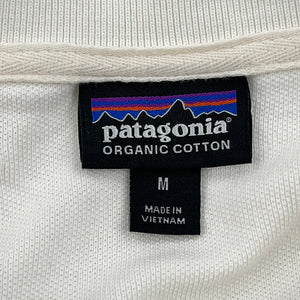 patagonia
ORGANIC COTTON
M
MADE IN
VIETNAM